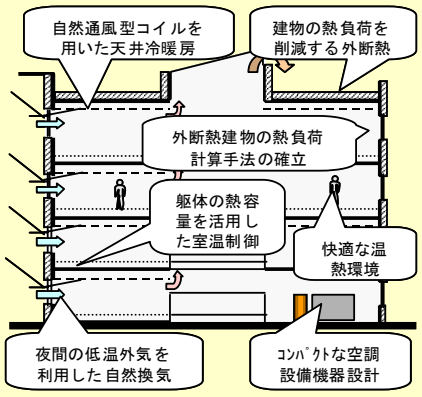 自然通風型コイルを
用いた天井冷暖房
建物の熱負荷を
削減する外断熱
外断熱建物の熱負荷
計算手法の確立
躯体の熱容
量を活用し
た室温制御
快適な温
熱環境
夜間の低温外気を
利用した自然換気
ｺﾝﾊﾟｸﾄな空調
設備機器設計